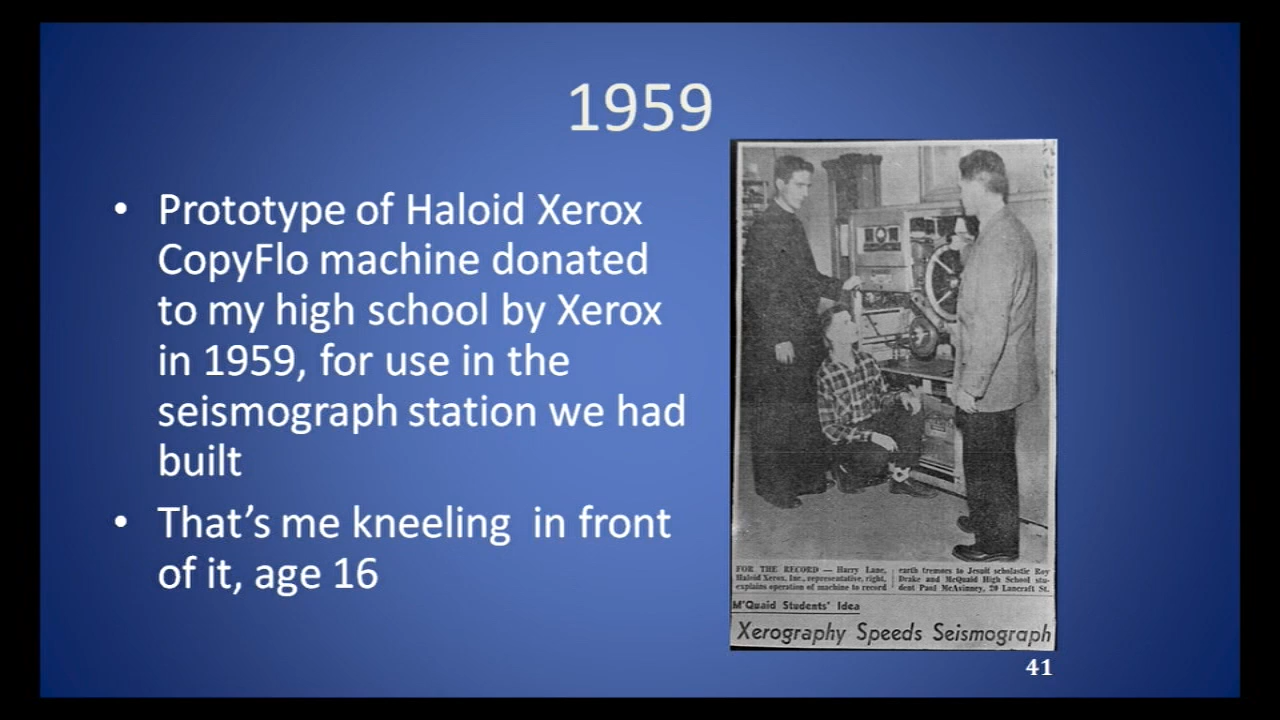 1959
• Prototype of Haloid Xerox
CopyFlo machine donated
to my high school by Xerox
in 1959, for use in the
seismograph station we had
built
• That’s me kneeling  in front
of it, age 16
FOR THE RECORD — Harry Lane,
Haloid Xerox, Inc., representative, right,
explains operation of machine to record
earth tremors to Jesuit scholastic Roy
Drake and McQuaid High School stu-
dent Paul McAvinney, 20 Lancraft St.
M'Quaid Students' Idea
Xerography Speeds Seismograph
41